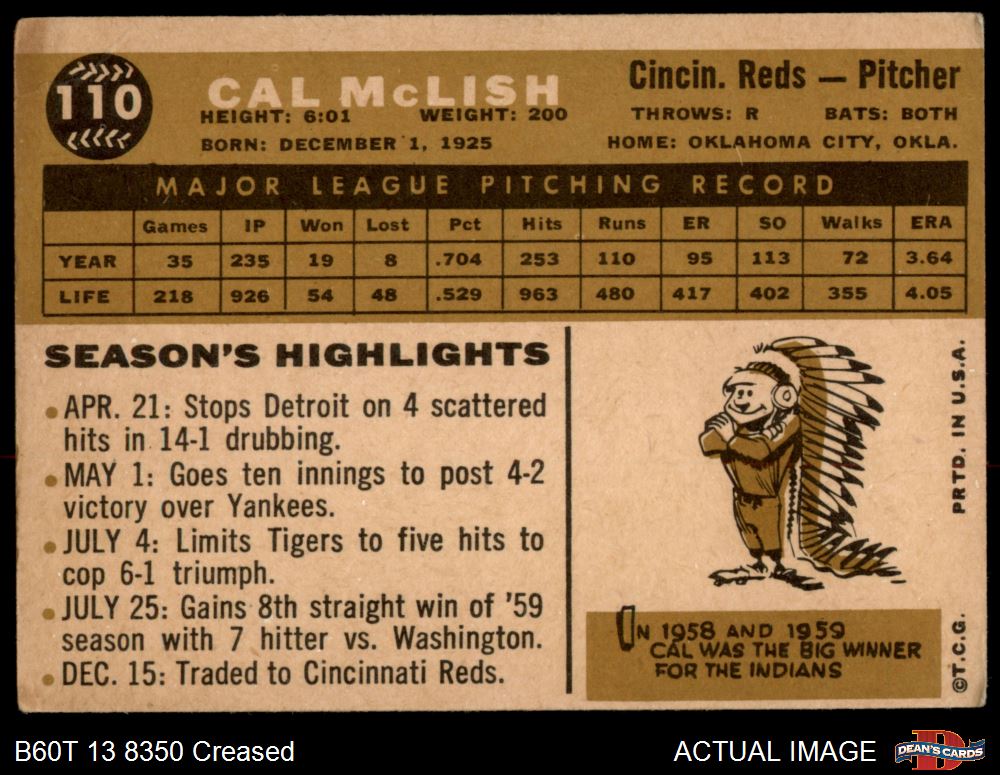 110
CAL McLISH
Cincin. Reds — Pitcher
HEIGHT: 6:01 WEIGHT: 200 THROWS: R BATS: BOTH
BORN: DECEMBER 1, 1925 HOME: OKLAHOMA CITY, OKLA.
MAJOR LEAGUE PITCHING RECORD
Games IP Won Lost Pct Hits Runs ER SO Walks ERA
YEAR 35 235 19 8 .704 253 110 95 113 72 3.64
LIFE 218 926 54 48 .529 963 480 417 402 355 4.05
SEASON'S HIGHLIGHTS
• APR. 21: Stops Detroit on 4 scattered
hits in 14-1 drubbing.
• MAY 1: Goes ten innings to post 4-2
victory over Yankees.
• JULY 4: Limits Tigers to five hits to
cop 6-1 triumph.
• JULY 25: Gains 8th straight win of '59
season with 7 hitter vs. Washington.
• DEC. 15: Traded to Cincinnati Reds.
IN 1958 AND 1959
CAL WAS THE BIG WINNER
FOR THE INDIANS
©T.C.G. PRTD. IN U.S.A.
B60T 13 8350 Creased
ACTUAL IMAGE
DEAN'S CARDS